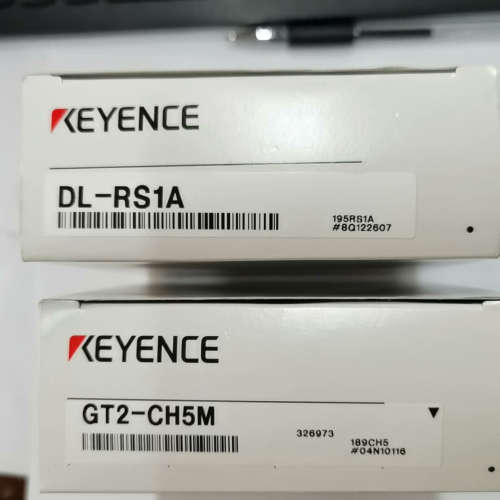 KEYENCE
DL-RS1A
195RS1A
#8Q122607
KEYENCE
GT2-CH5M
326973
189CH5
#04N10116